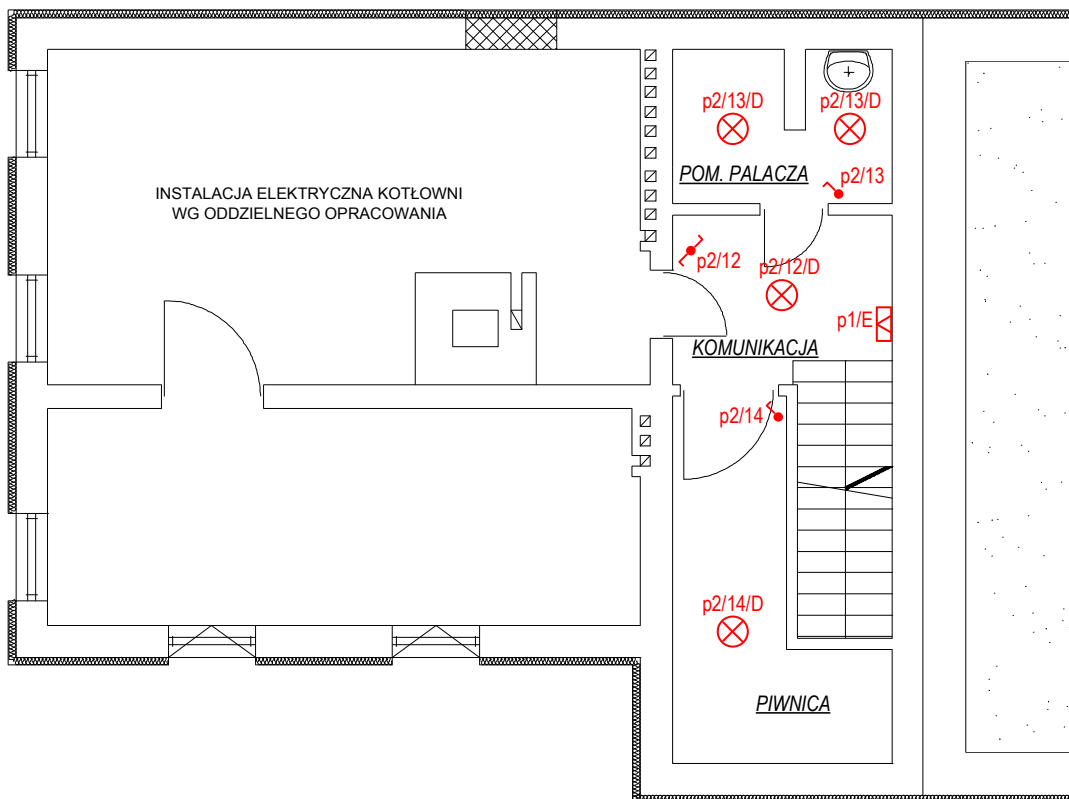 p2/13/D
p2/13/D
POM. PALACZA
p2/13
INSTALACJA ELEKTRYCZNA KOTŁOWNI
WG ODDZIELNEGO OPRACOWANIA
p2/12
p2/12/D
p1/E
KOMUNIKACJA
p2/14
p2/14/D
PIWNICA